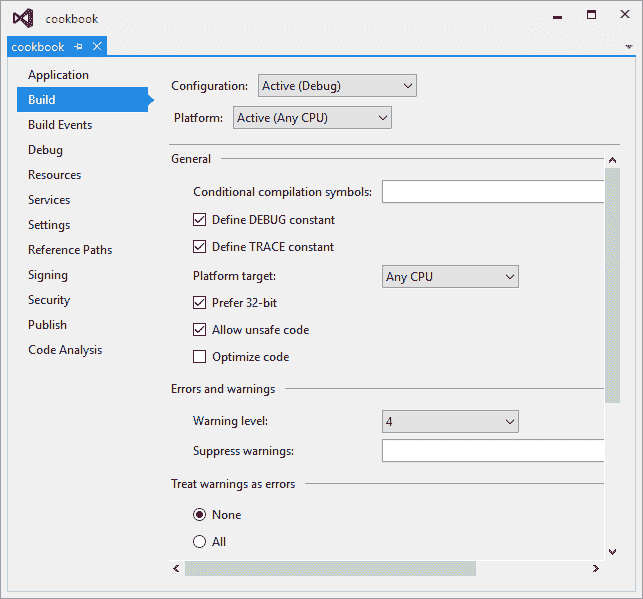 cookbook
cookbook
Application
Build
Build Events
Debug
Resources
Services
Settings
Reference Paths
Signing
Security
Publish
Code Analysis
Configuration: Active (Debug)
Platform: Active (Any CPU)
General
Conditional compilation symbols:
Define DEBUG constant
Define TRACE constant
Platform target: Any CPU
Prefer 32-bit
Allow unsafe code
Optimize code
Errors and warnings
Warning level: 4
Suppress warnings:
Treat warnings as errors
None
All